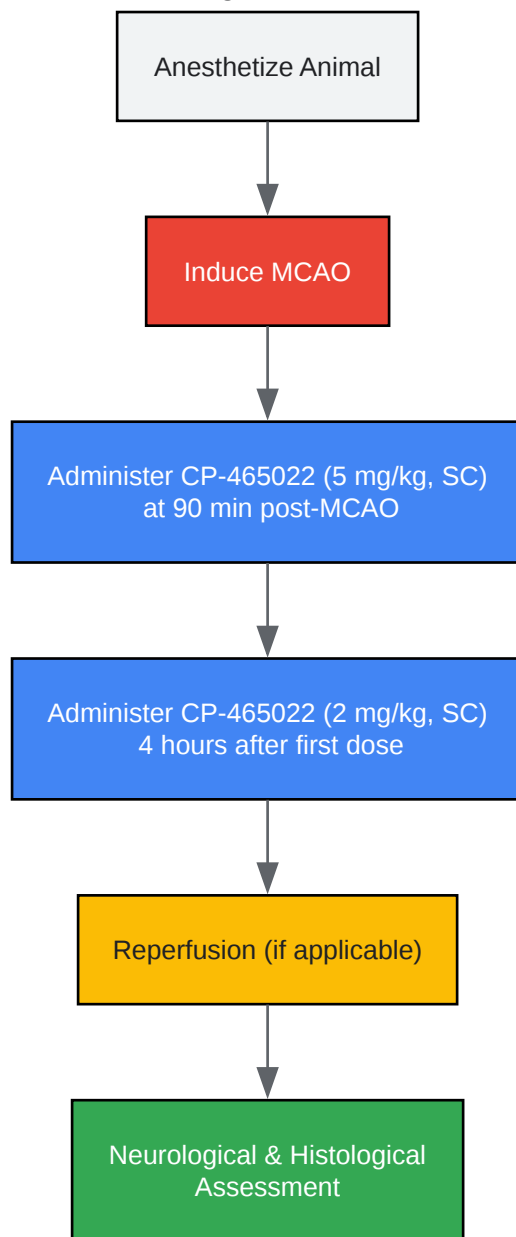 Anesthetize Animal
Induce MCAO
Administer CP-465022 (5 mg/kg, SC)
at 90 min post-MCAO
Administer CP-465022 (2 mg/kg, SC)
4 hours after first dose
Reperfusion (if applicable)
Neurological & Histological
Assessment